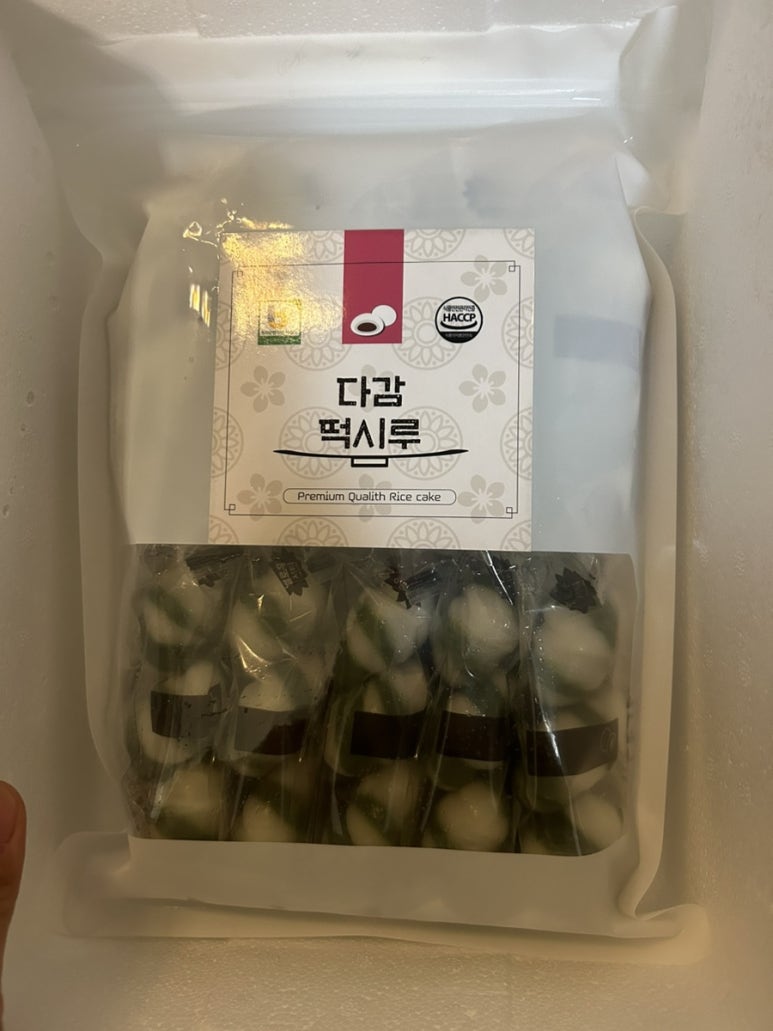 HACCP
다감
떡시루
Premium Qualith Rice cake